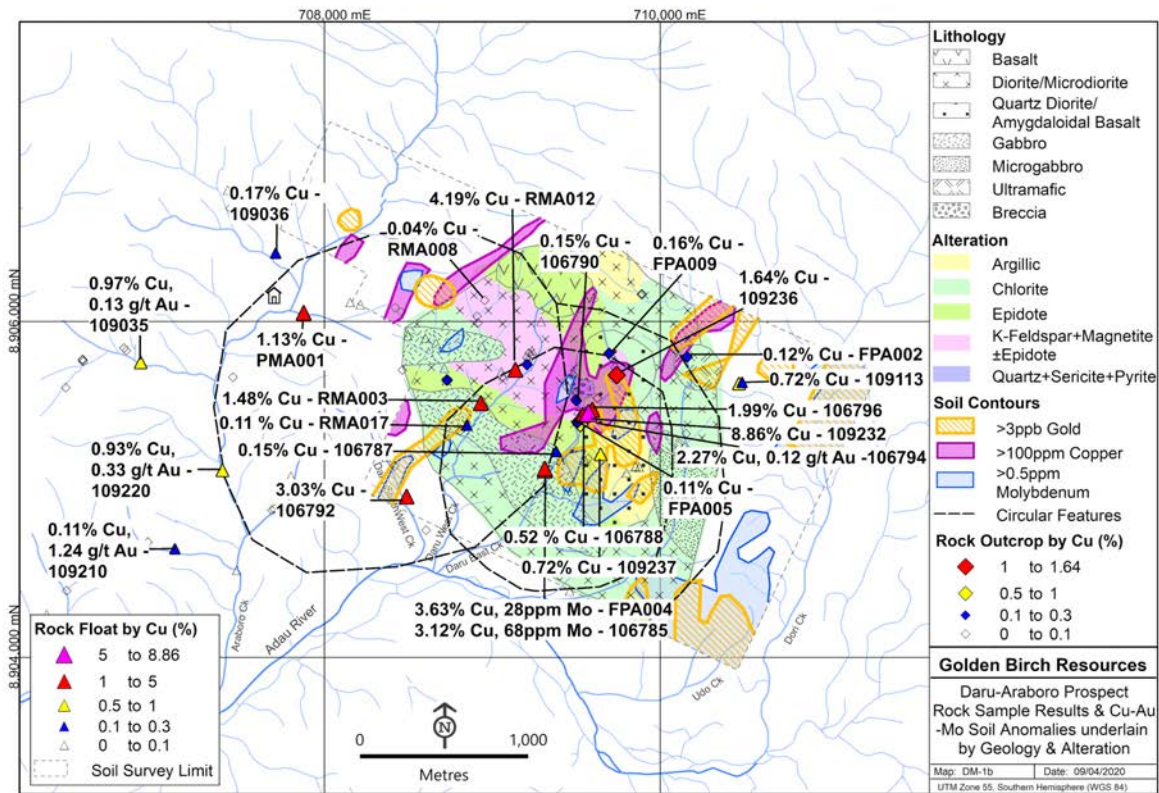 708,000 mE
710,000 mE
8,906,000 mN
8,904,000 mN
0.17% Cu -
109036
4.19% Cu - RMA012
0.04% Cu -
RMA008
0.15% Cu -
106790
0.16% Cu -
FPA009
1.64% Cu -
109236
0.97% Cu,
0.13 g/t Au -
109035
1.13% Cu -
PMA001
0.12% Cu - FPA002
0.72% Cu - 109113
1.48% Cu - RMA003
0.11 % Cu - RMA017
0.15% Cu - 106787
1.99% Cu - 106796
8.86% Cu - 109232
2.27% Cu, 0.12 g/t Au -106794
0.93% Cu,
0.33 g/t Au -
109220
3.03% Cu -
106792
0.11% Cu -
FPA005
0.52 % Cu - 106788
0.72% Cu - 109237
0.11% Cu,
1.24 g/t Au -
109210
3.63% Cu, 28ppm Mo - FPA004
3.12% Cu, 68ppm Mo - 106785
Daru West Ck
Daru East Ck
Araboro Ck
Adau River
Dori Ck
Udo Ck
N
0
1,000
Metres
Rock Float by Cu (%)
5 to 8.86
1 to 5
0.5 to 1
0.1 to 0.3
0 to 0.1
Soil Survey Limit
Lithology
Basalt
Diorite/Microdiorite
Quartz Diorite/
Amygdaloidal Basalt
Gabbro
Microgabbro
Ultramafic
Breccia
Alteration
Argillic
Chlorite
Epidote
K-Feldspar+Magnetite
±Epidote
Quartz+Sericite+Pyrite
Soil Contours
>3ppb Gold
>100ppm Copper
>0.5ppm
Molybdenum
Circular Features
Rock Outcrop by Cu (%)
1 to 1.64
0.5 to 1
0.1 to 0.3
0 to 0.1
Golden Birch Resources
Daru-Araboro Prospect
Rock Sample Results & Cu-Au
-Mo Soil Anomalies underlain
by Geology & Alteration
Map: DM-1b
Date: 09/04/2020
UTM Zone 55, Southern Hemisphere (WGS 84)